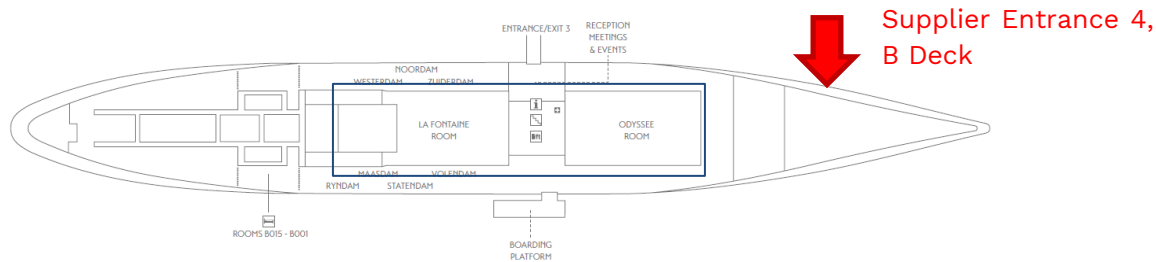 Supplier Entrance 4,
B Deck
ENTRANCE/EXIT 3
RECEPTION
MEETINGS
& EVENTS
NOORDAM
WESTERDAM ZUIDERDAM
LA FONTAINE
ROOM
i
lift
ODYSSEE
ROOM
MAASDAM VOLENDAM
RYNDAM STATENDAM
ROOMS B015 - B001
BOARDING
PLATFORM